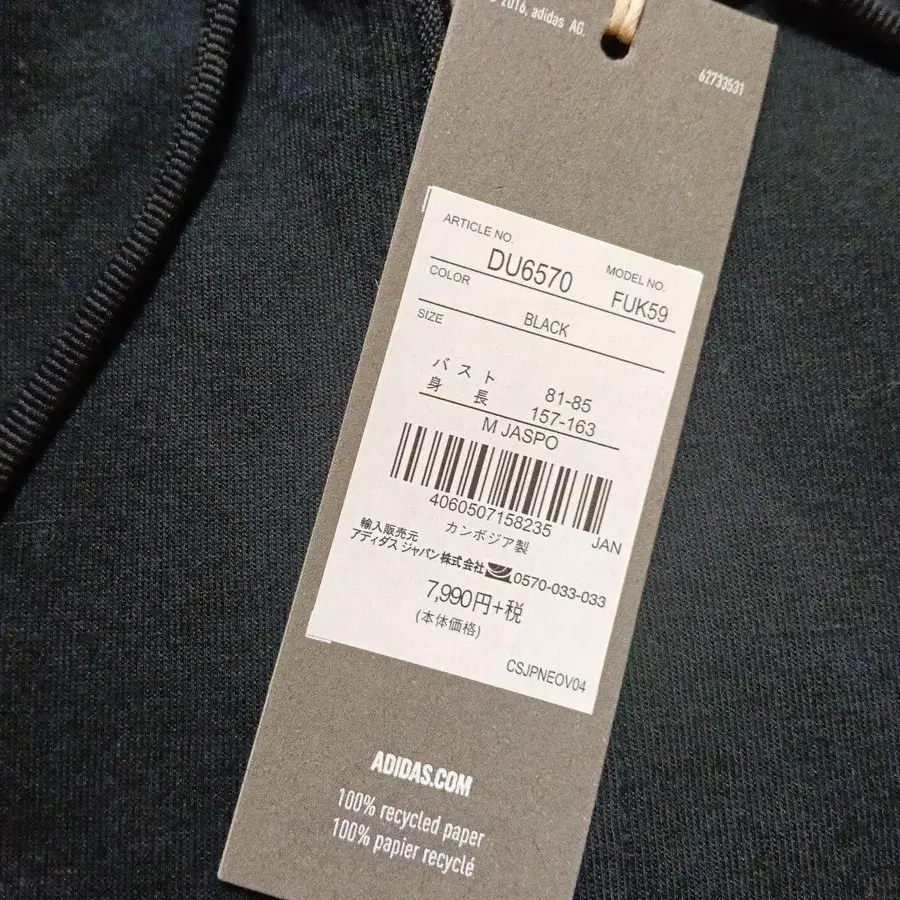 2016, adidas AG.
62733531
ARTICLE NO.
DU6570
MODEL NO.
FUK59
COLOR
BLACK
SIZE
バスト 81-85
身長 157-163
M JASPO
4060507158235
JAN
カンボジア製
輸入販売元
アディダス ジャパン株式会社 0570-033-033
7,990円+税
(本体価格)
CSJPNEOV04
ADIDAS.COM
100% recycled paper
100% papier recyclé